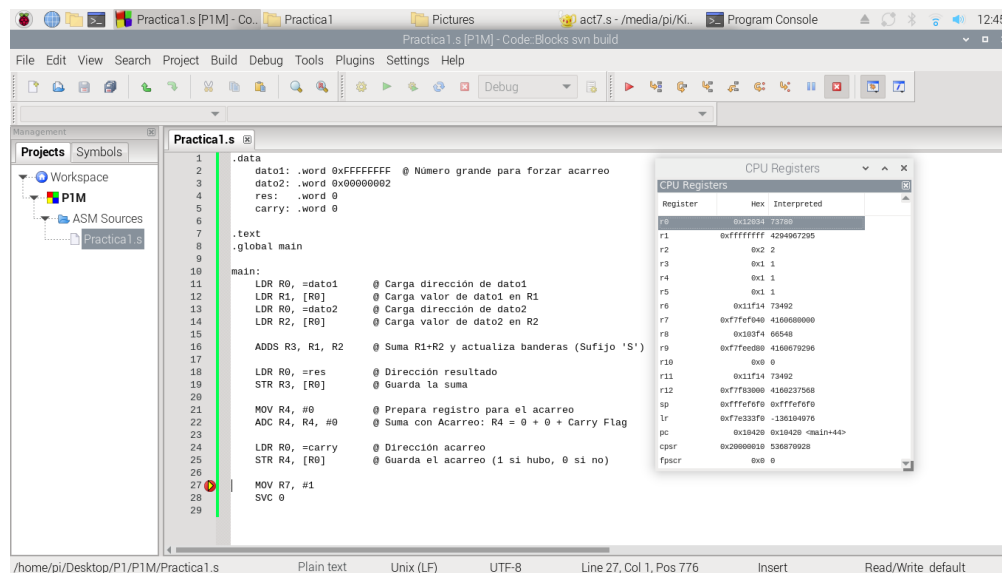 Practica1.s [P1M] - Co.. Practica1 Pictures act7.s - /media/pi/Ki.. Program Console 12:45
Practica1.s [P1M] - Code::Blocks svn build
File Edit View Search Project Build Debug Tools Plugins Settings Help
Debug
Management
Projects Symbols
Workspace
P1M
ASM Sources
Practica1.s
Practica1.s
1 .data
2 dato1: .word 0xFFFFFFFF @ Número grande para forzar acarreo
3 dato2: .word 0x00000002
4 res: .word 0
5 carry: .word 0
6
7 .text
8 .global main
9
10 main:
11 LDR R0, =dato1 @ Carga dirección de dato1
12 LDR R1, [R0] @ Carga valor de dato1 en R1
13 LDR R0, =dato2 @ Carga dirección de dato2
14 LDR R2, [R0] @ Carga valor de dato2 en R2
15
16 ADDS R3, R1, R2 @ Suma R1+R2 y actualiza banderas (Sufijo 'S')
17
18 LDR R0, =res @ Dirección resultado
19 STR R3, [R0] @ Guarda la suma
20
21 MOV R4, #0 @ Prepara registro para el acarreo
22 ADC R4, R4, #0 @ Suma con Acarreo: R4 = 0 + 0 + Carry Flag
23
24 LDR R0, =carry @ Dirección acarreo
25 STR R4, [R0] @ Guarda el acarreo (1 si hubo, 0 si no)
26
27 MOV R7, #1
28 SVC 0
29
CPU Registers
CPU Registers
Register Hex Interpreted
r0 0x12034 73780
r1 0xffffffff 4294967295
r2 0x2 2
r3 0x1 1
r4 0x1 1
r5 0x1 1
r6 0x11f14 73492
r7 0xf7fef040 4160680000
r8 0x103f4 66548
r9 0xf7feed80 4160679296
r10 0x0 0
r11 0x11f14 73492
r12 0xf7f83000 4160237568
sp 0xfffef6f0 0xfffef6f0
lr 0xf7e333f0 -136104976
pc 0x10420 0x10420 <main+44>
cpsr 0x20000010 536870928
fpscr 0x0 0
/home/pi/Desktop/P1/P1M/Practica1.s Plain text Unix (LF) UTF-8 Line 27, Col 1, Pos 776 Insert Read/Write default